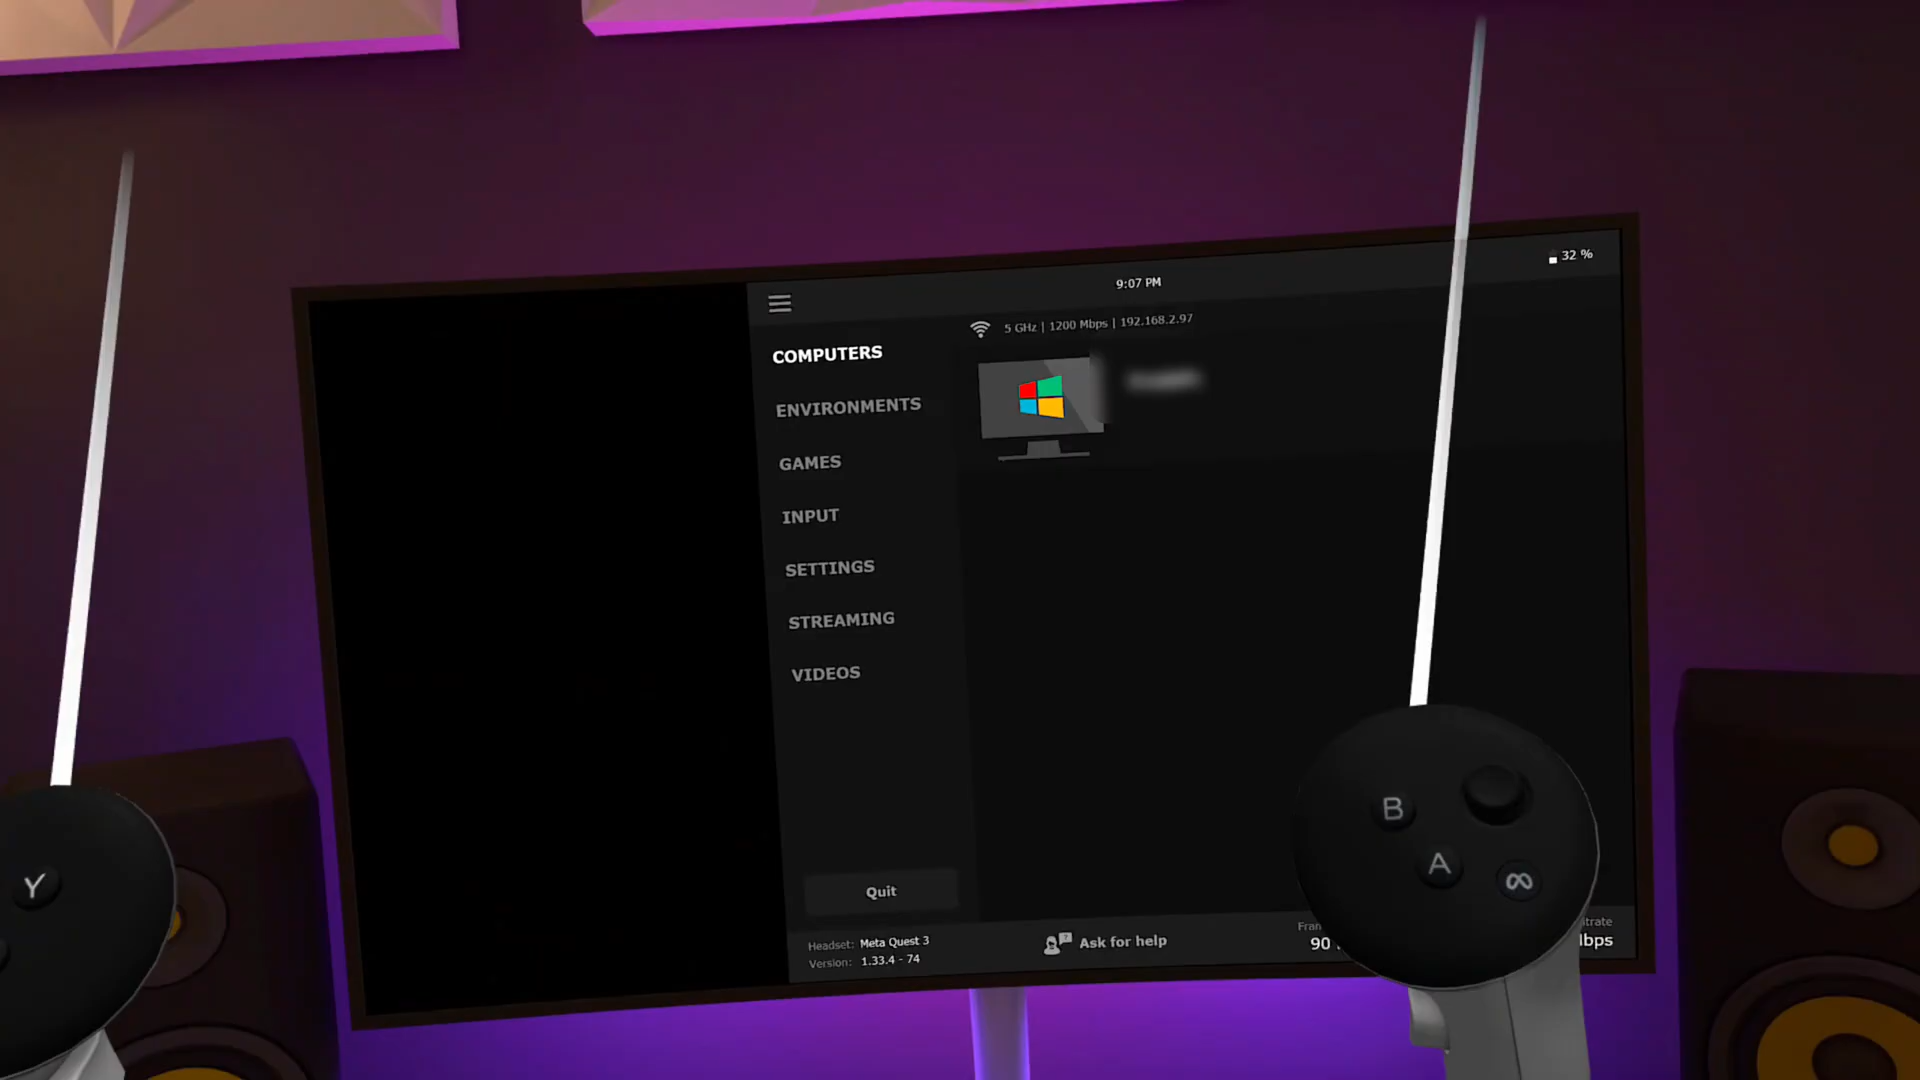 9:07 PM
32 %
5 GHz | 1200 Mbps | 192.168.2.97
COMPUTERS
ENVIRONMENTS
GAMES
INPUT
SETTINGS
STREAMING
VIDEOS
Quit
Headset: Meta Quest 3
Version: 1.33.4 - 74
Ask for help
90
B
A
Y